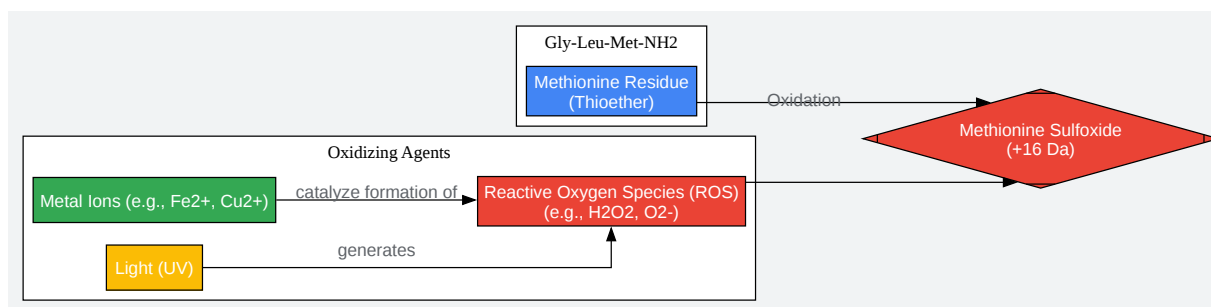 Gly-Leu-Met-NH2
Methionine Residue
(Thioether)
Oxidation
Methionine Sulfoxide
(+16 Da)
Oxidizing Agents
Metal Ions (e.g., Fe2+, Cu2+)
catalyze formation of
Reactive Oxygen Species (ROS)
(e.g., H2O2, O2-)
Light (UV)
generates